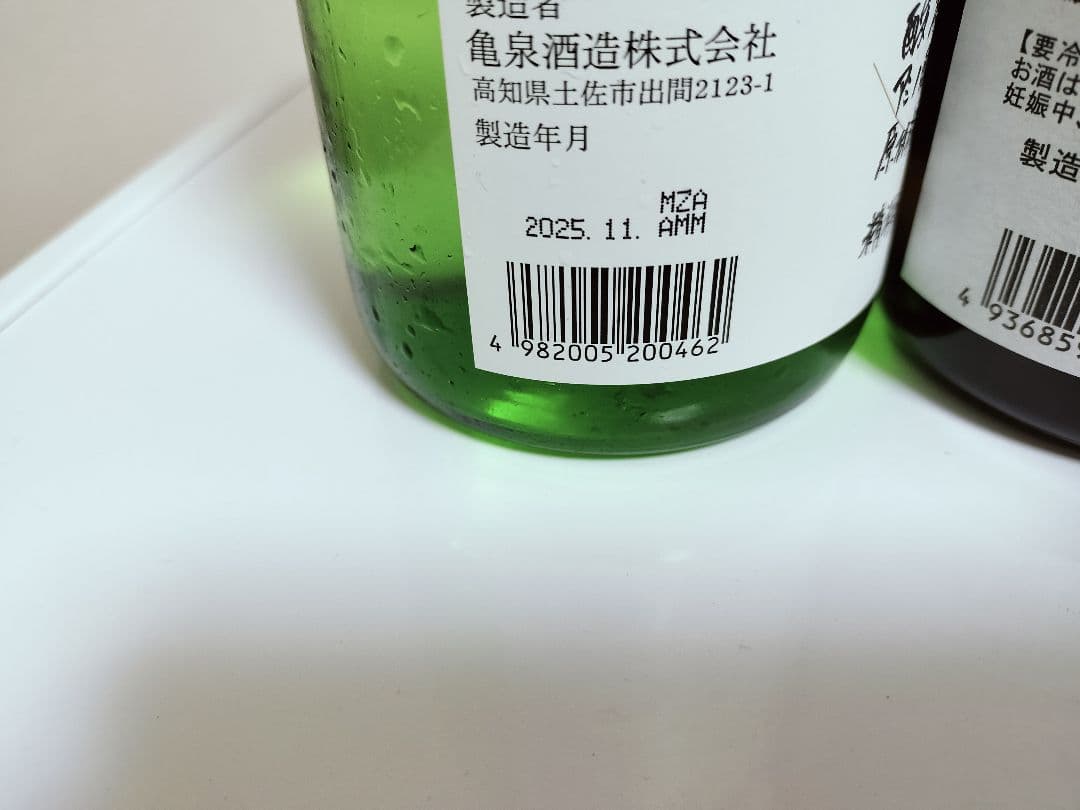 製造者
亀泉酒造株式会社
高知県土佐市出間2123-1
製造年月
MZA
2025. 11. AMM
4 982005 200462
【要冷
お酒は
妊娠中
製造
4 93685